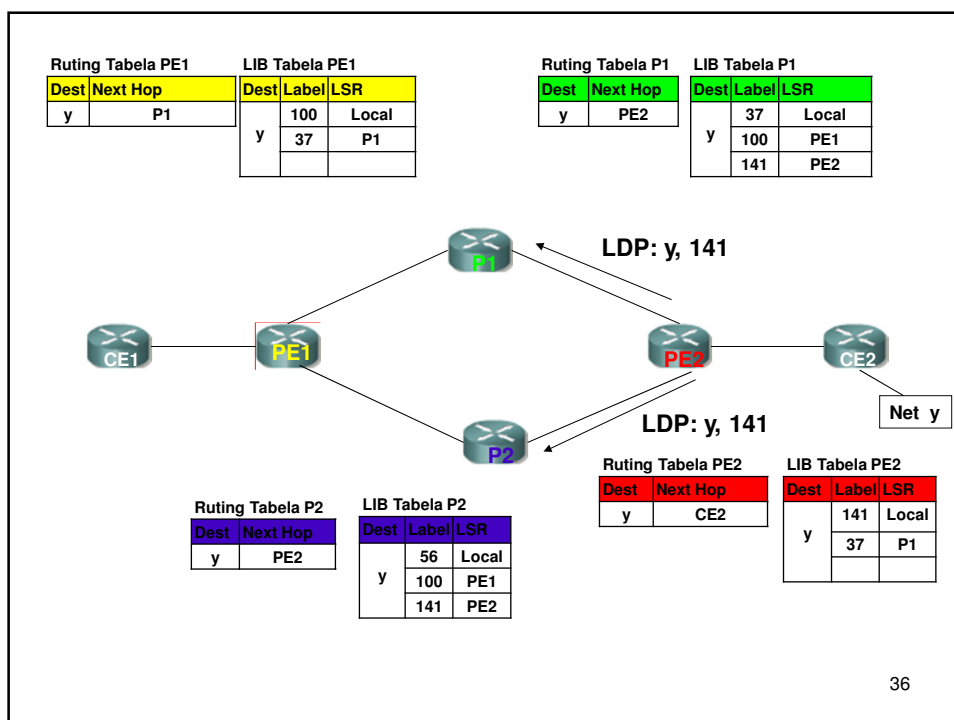 Ruting Tabela PE1
Dest Next Hop
y P1
LIB Tabela PE1
Dest Label LSR
y
100 Local
37 P1
Ruting Tabela P1
Dest Next Hop
y PE2
LIB Tabela P1
Dest Label LSR
y
37 Local
100 PE1
141 PE2
P1
LDP: y, 141
CE1
PE1
PE2
CE2
Net y
P2
LDP: y, 141
Ruting Tabela P2
Dest Next Hop
y PE2
LIB Tabela P2
Dest Label LSR
y
56 Local
100 PE1
141 PE2
Ruting Tabela PE2
Dest Next Hop
y CE2
LIB Tabela PE2
Dest Label LSR
y
141 Local
37 P1
36